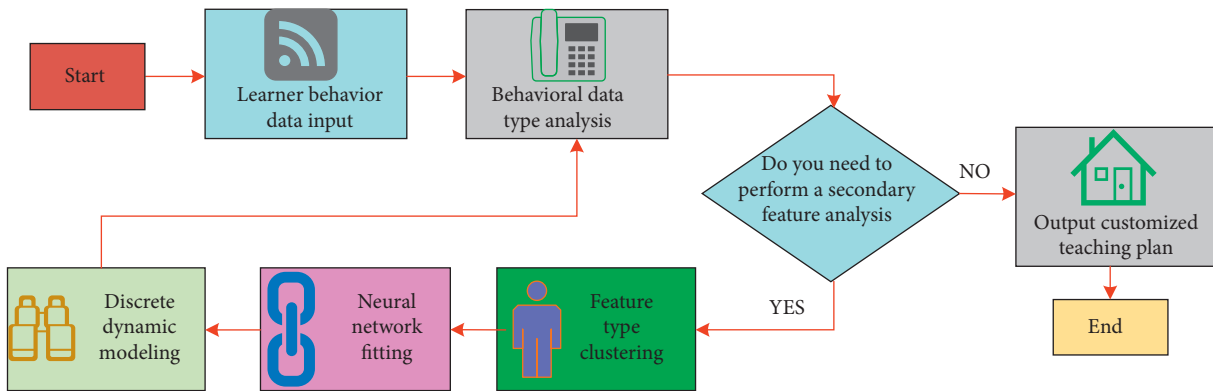 Start
Learner behavior
data input
Behavioral data
type analysis
Do you need to
perform a secondary
feature analysis
NO
Output customized
teaching plan
End
YES
Feature
type
clustering
Neural
network
fitting
Discrete
dynamic
modeling